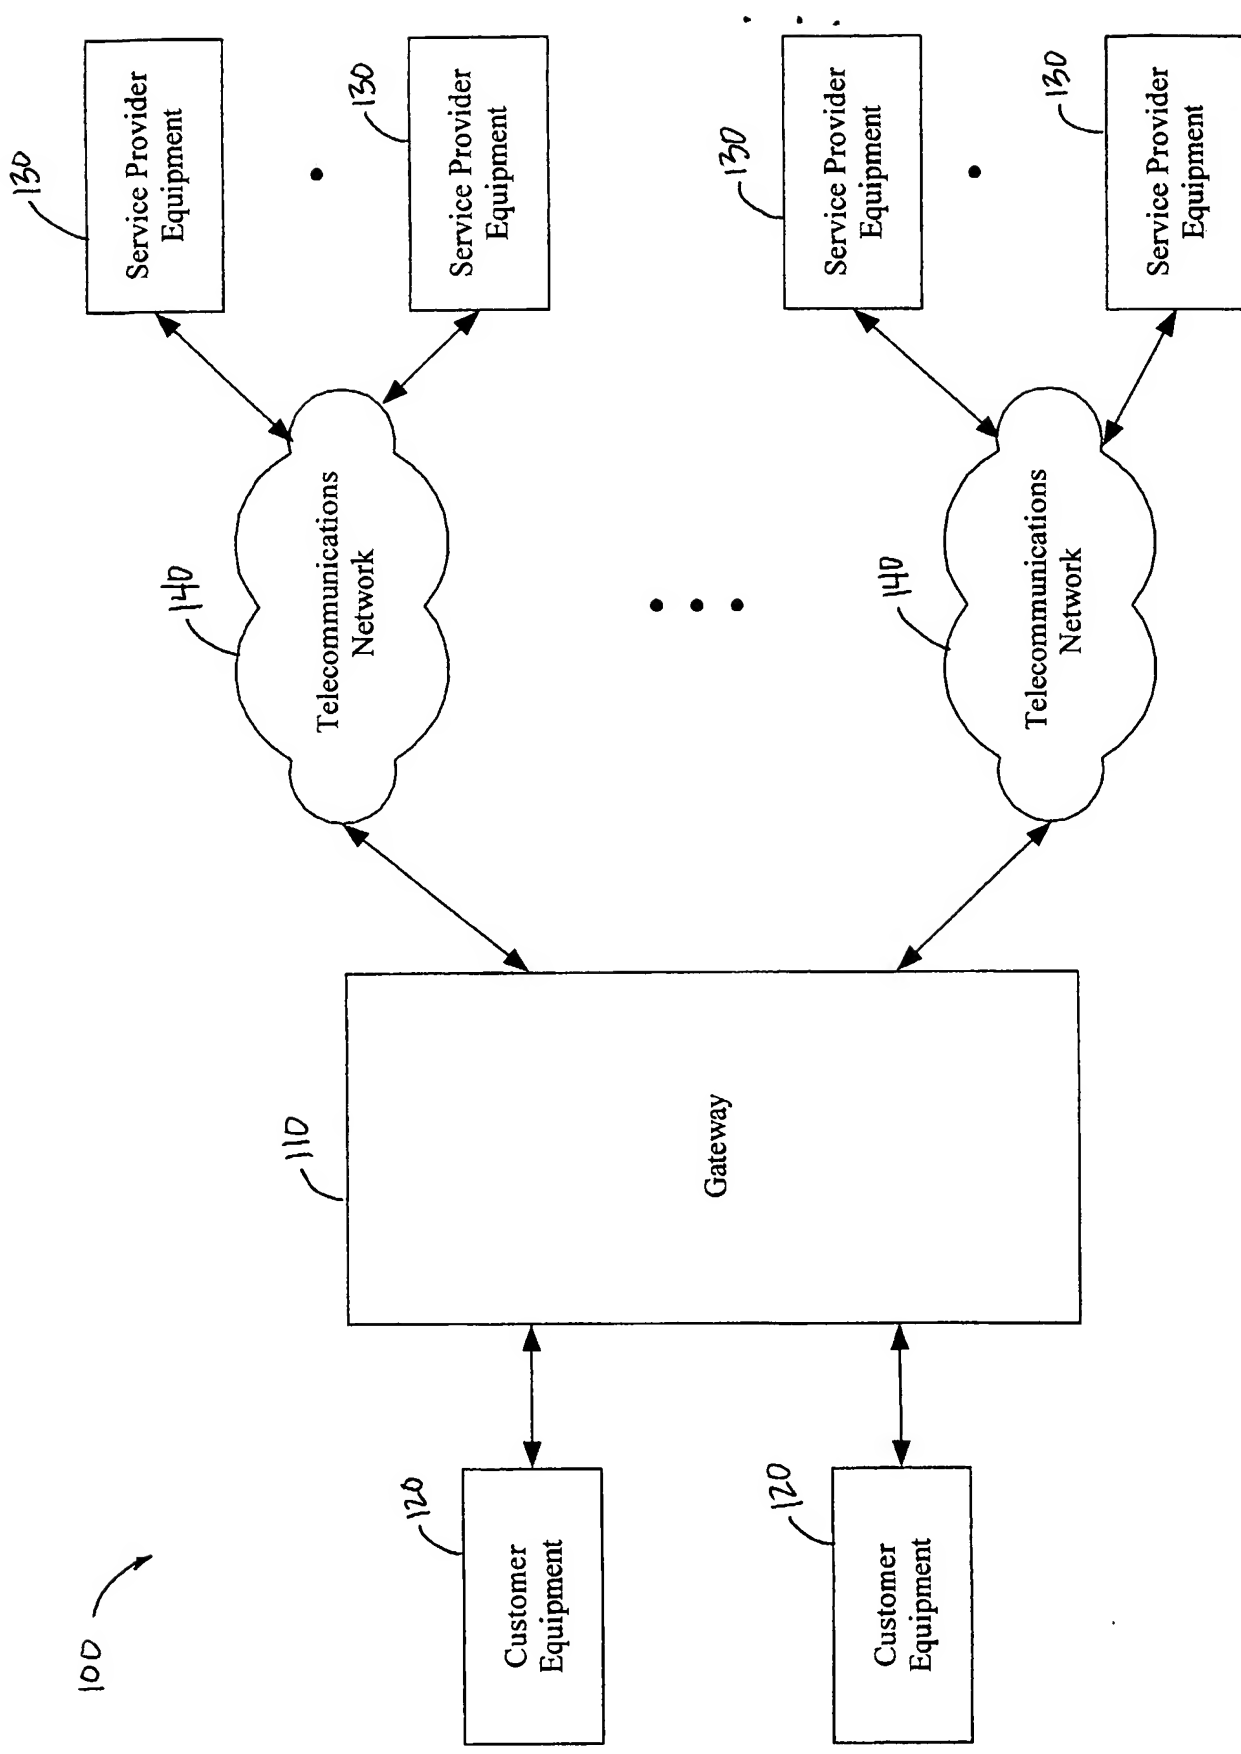 100
120
Customer
Equipment
120
Customer
Equipment
110
Gateway
140
Telecommunications
Network
140
Telecommunications
Network
130
Service Provider
Equipment
130
Service Provider
Equipment
130
Service Provider
Equipment
130
Service Provider
Equipment